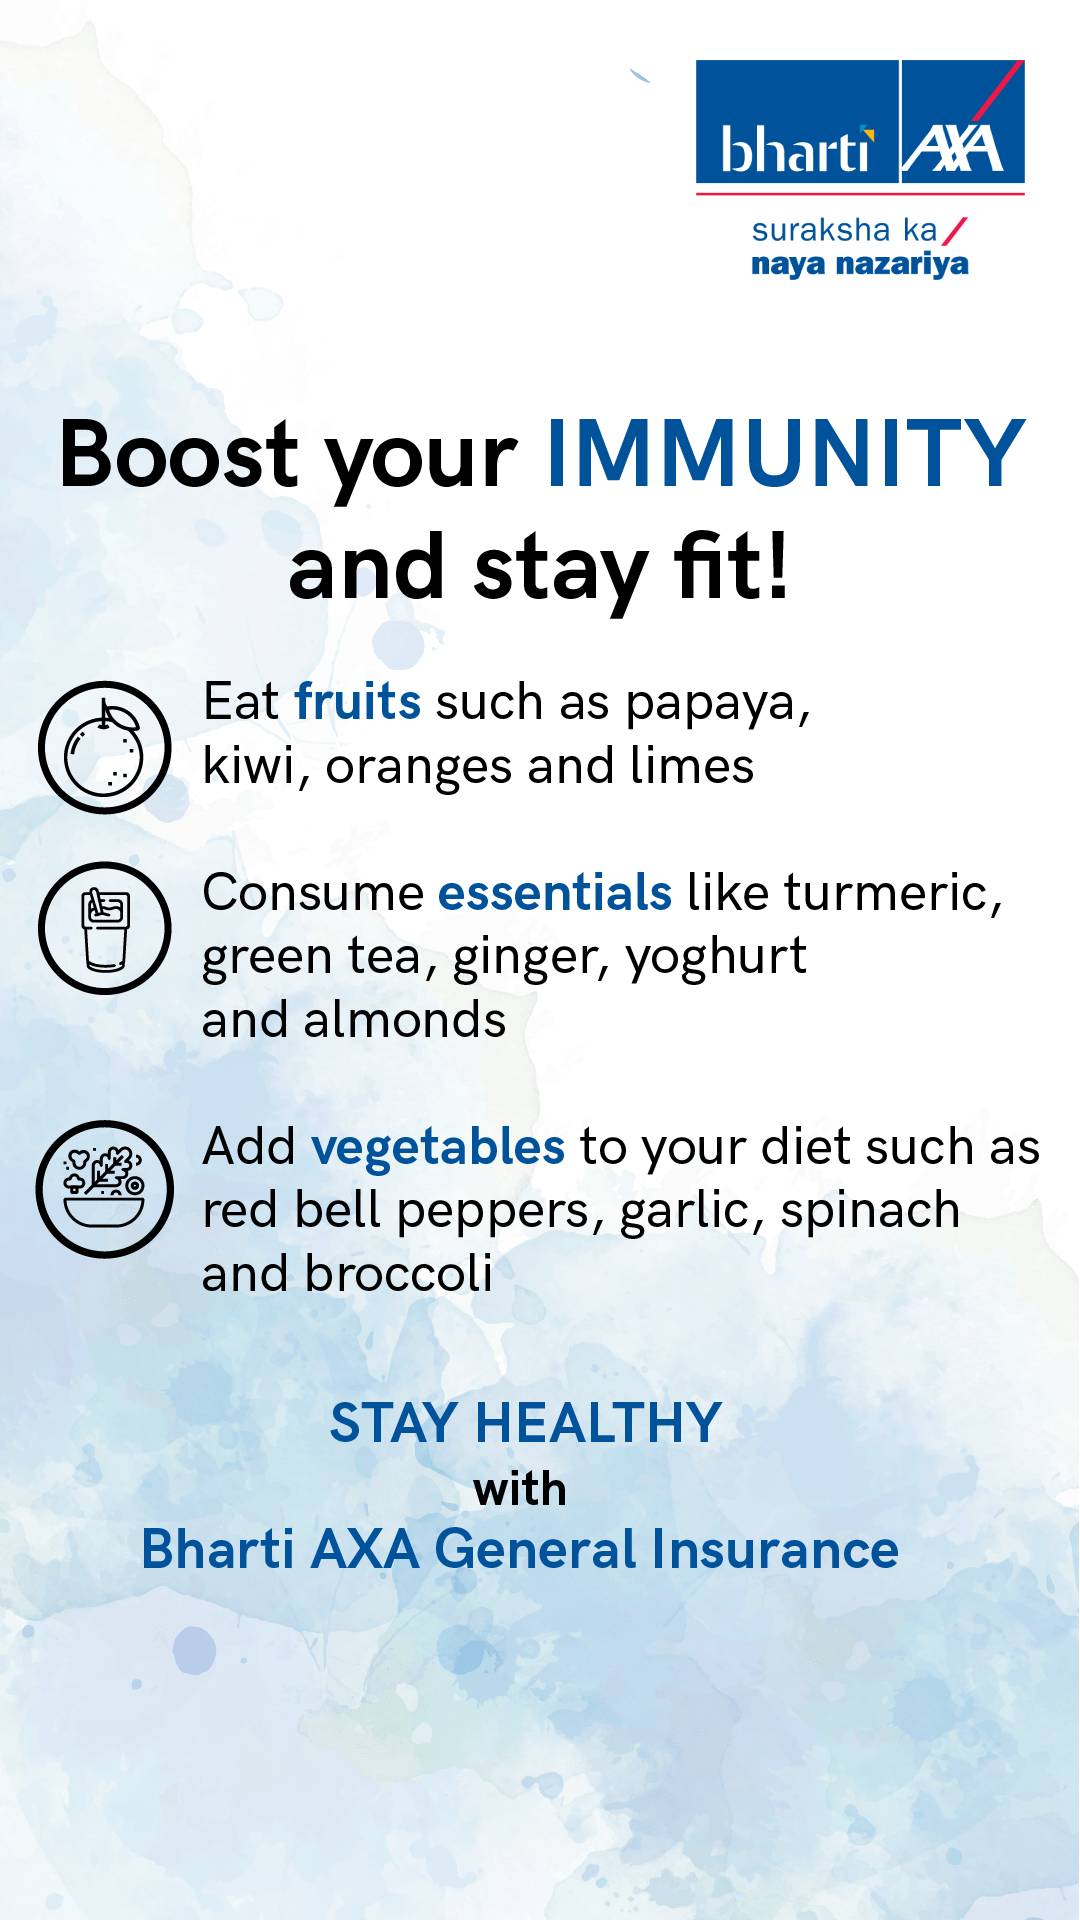 bharti AXA
suraksha ka
naya nazariya
Boost your IMMUNITY
and stay fit!
Eat fruits such as papaya,
kiwi, oranges and limes
Consume essentials like turmeric,
green tea, ginger, yoghurt
and almonds
Add vegetables to your diet such as
red bell peppers, garlic, spinach
and broccoli
STAY HEALTHY
with
Bharti AXA General Insurance